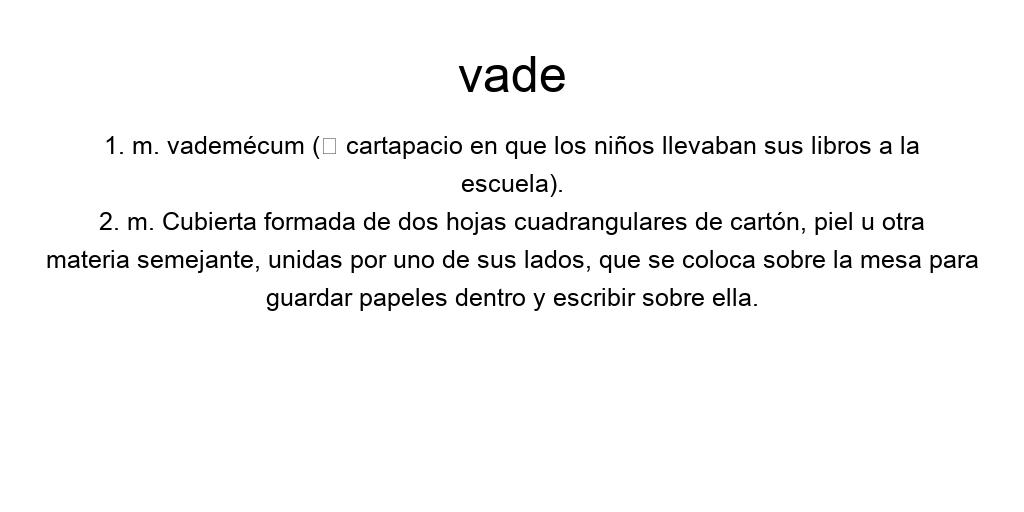 vade
1. m. vademécum (□ cartapacio en que los niños llevaban sus libros a la
escuela).
2. m. Cubierta formada de dos hojas cuadrangulares de cartón, piel u otra
materia semejante, unidas por uno de sus lados, que se coloca sobre la mesa para
guardar papeles dentro y escribir sobre ella.